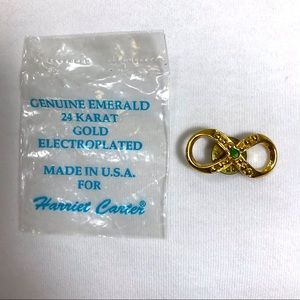 GENUINE EMERALD
24 KARAT
GOLD
ELECTROPLATED
MADE IN U.S.A.
FOR
Harriet Carter®